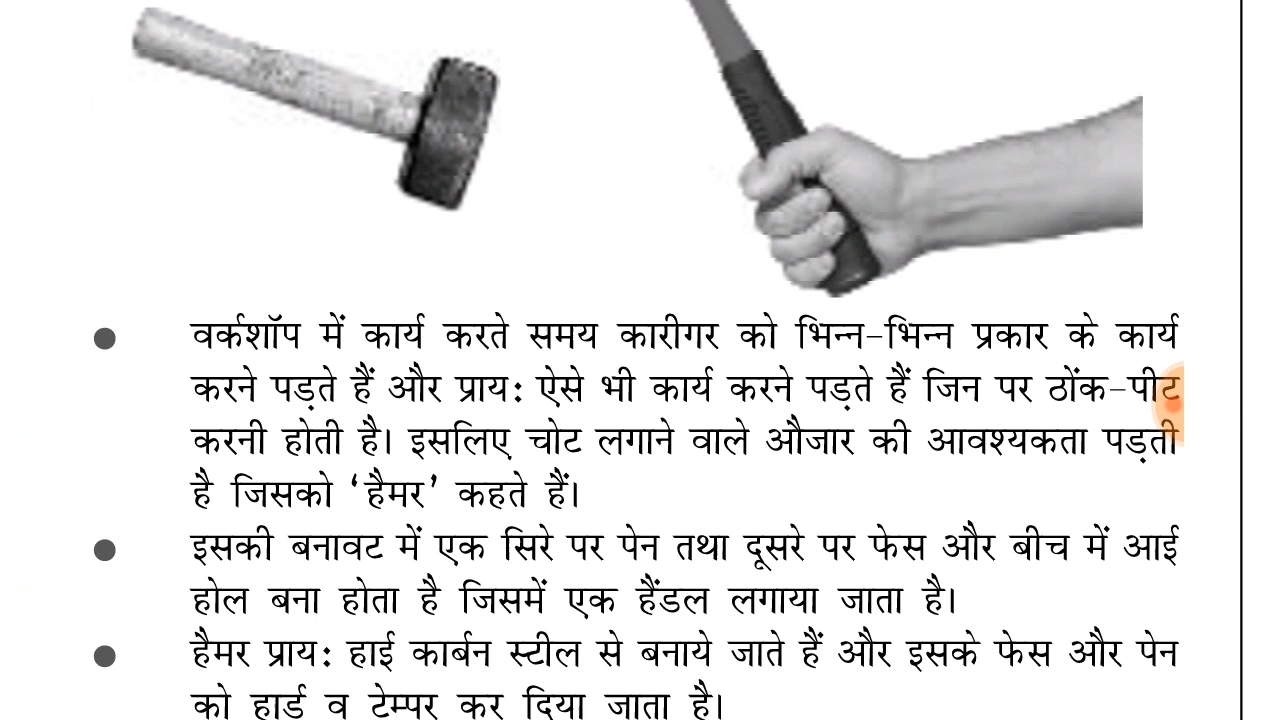 वर्कशॉप में कार्य करते समय कारीगर को भिन्न-भिन्न प्रकार के कार्य
करने पड़ते हैं और प्राय: ऐसे भी कार्य करने पड़ते हैं जिन पर ठोंक-पीट
करनी होती है। इसलिए चोट लगाने वाले औजार की आवश्यकता पड़ती
है जिसको ‘हैमर’ कहते हैं।
इसकी बनावट में एक सिरे पर पेन तथा दूसरे पर फेस और बीच में आई
होल बना होता है जिसमें एक हैंडल लगाया जाता है।
हैमर प्राय: हाई कार्बन स्टील से बनाये जाते हैं और इसके फेस और पेन
को हार्ड व टेम्पर कर दिया जाता है।